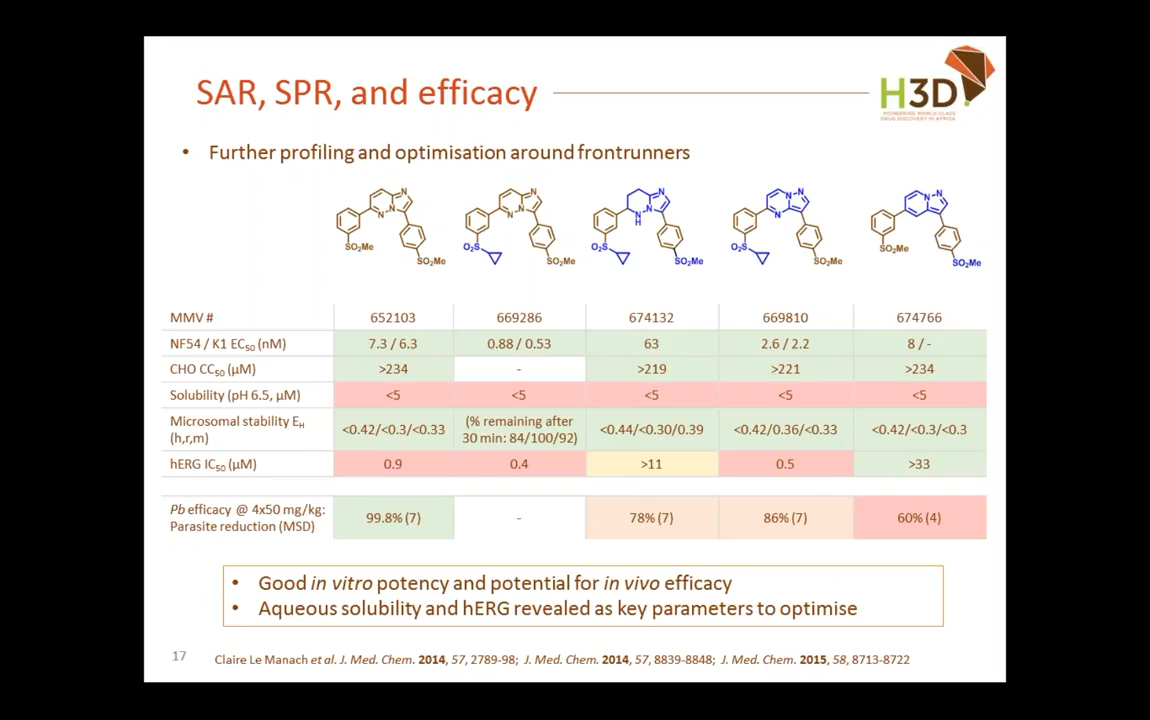 SAR, SPR, and efficacy
H3D
PIONEERING WORLD-CLASS
DRUG DISCOVERY IN AFRICA
• Further profiling and optimisation around frontrunners
N N N SO₂Me SO₂Me
N N N O₂S SO₂Me
N N N H O₂S SO₂Me
N N N O₂S SO₂Me
N N SO₂Me SO₂Me
MMV # 652103 669286 674132 669810 674766
NF54 / K1 EC₅₀ (nM) 7.3 / 6.3 0.88 / 0.53 63 2.6 / 2.2 8 / -
CHO CC₅₀ (µM) >234 - >219 >221 >234
Solubility (pH 6.5, µM) <5 <5 <5 <5 <5
Microsomal stability E_H (h,r,m) <0.42/<0.3/<0.33 (% remaining after 30 min: 84/100/92) <0.44/<0.30/0.39 <0.42/0.36/<0.33 <0.42/<0.3/<0.3
hERG IC₅₀ (µM) 0.9 0.4 >11 0.5 >33
Pb efficacy @ 4x50 mg/kg: Parasite reduction (MSD) 99.8% (7) - 78% (7) 86% (7) 60% (4)
• Good in vitro potency and potential for in vivo efficacy
• Aqueous solubility and hERG revealed as key parameters to optimise
17
Claire Le Manach et al. J. Med. Chem. 2014, 57, 2789-98; J. Med. Chem. 2014, 57, 8839-8848; J. Med. Chem. 2015, 58, 8713-8722